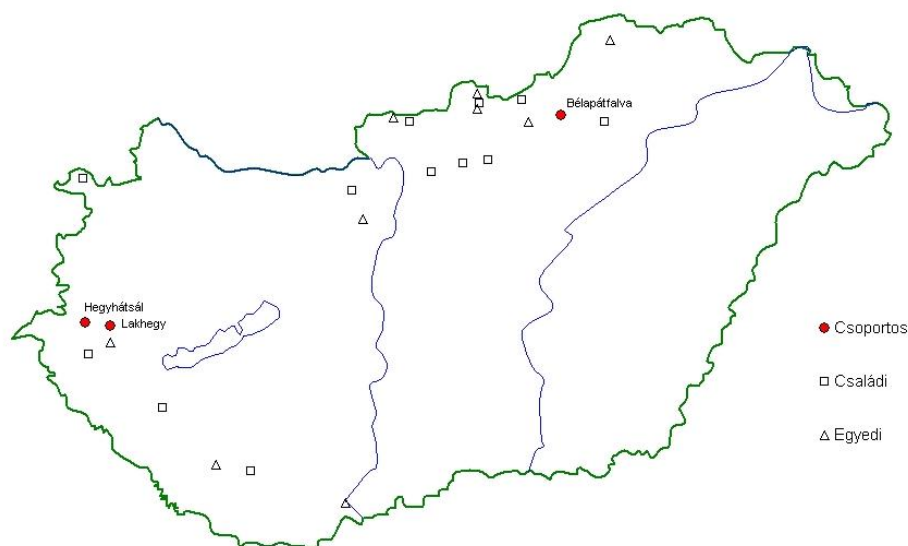 Bélapátfalva
Hegyhátsál
Lakhegy
Csoportos
Családi
Egyedi